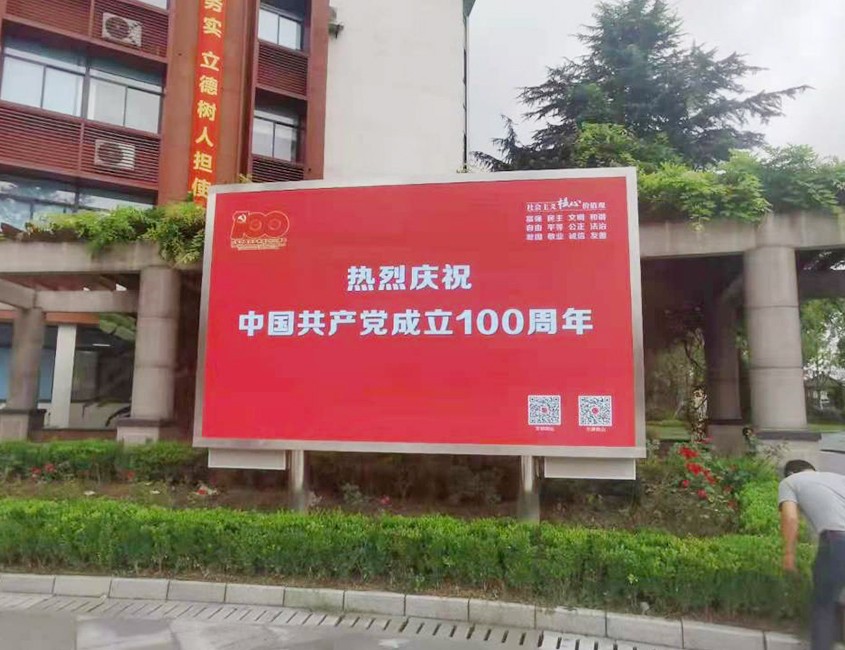 务实 立德树人担使
100
社会主义核心价值观
富强 民主 文明 和谐
自由 平等 公正 法治
爱国 敬业 诚信 友善
热烈庆祝
中国共产党成立100周年